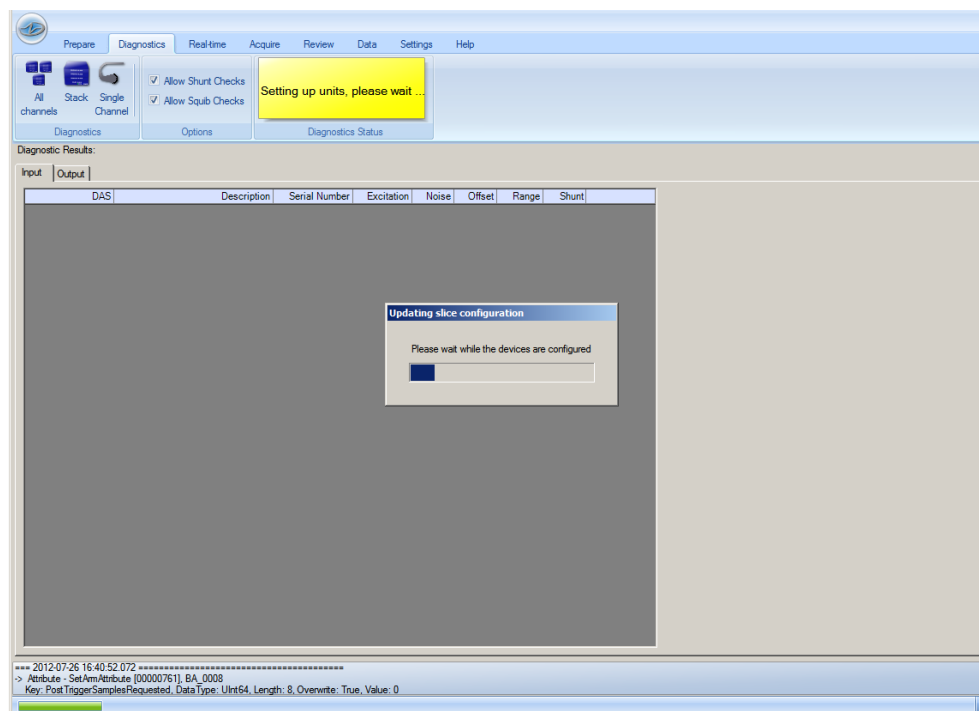 Prepare Diagnostics Real-time Acquire Review Data Settings Help
All channels
Stack
Single Channel
Allow Shunt Checks
Allow Squib Checks
Setting up units, please wait ...
Diagnostics Options Diagnostics Status
Diagnostic Results:
Input Output
DAS Description Serial Number Excitation Noise Offset Range Shunt
Updating slice configuration
Please wait while the devices are configured
=== 2012-07-26 16:40:52.072 =========================================
-> Attribute - SetArmAttribute [00000761], BA_0008
Key: PostTriggerSamplesRequested, DataType: UInt64, Length: 8, Overwrite: True, Value: 0